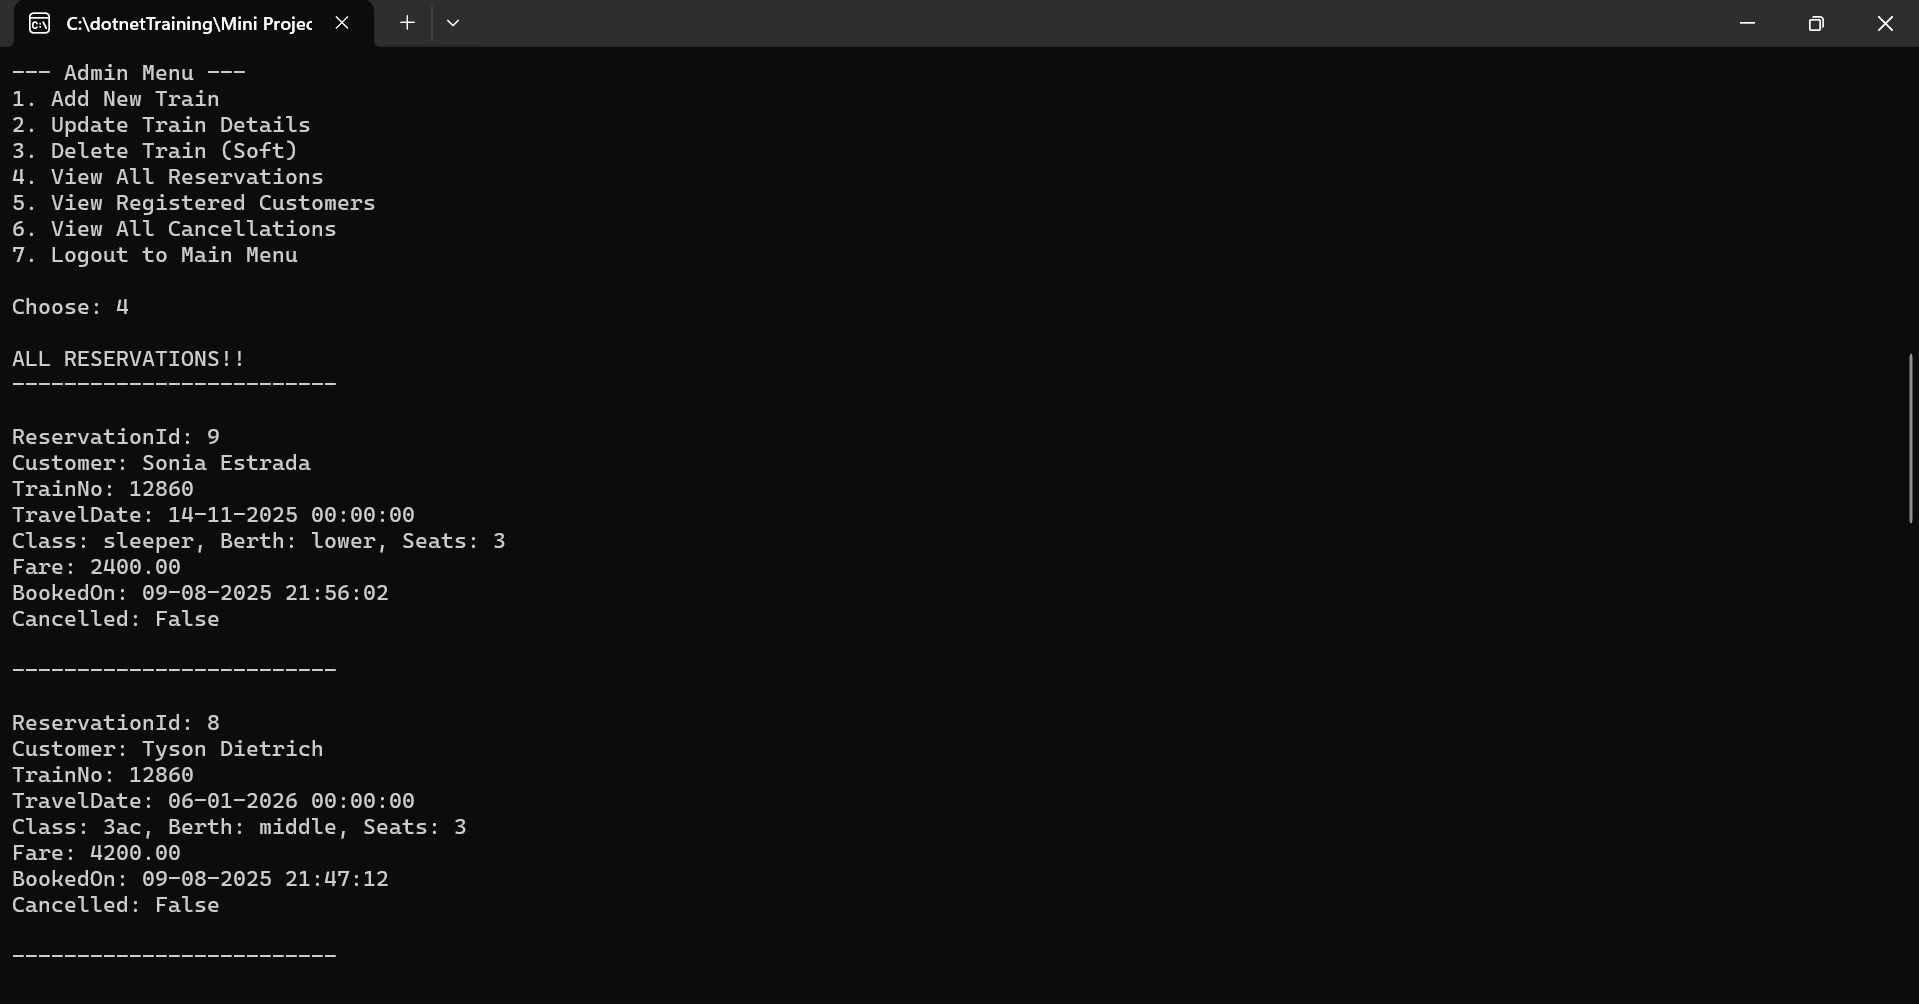 C:\dotnetTraining\Mini Projec
--- Admin Menu ---
1. Add New Train
2. Update Train Details
3. Delete Train (Soft)
4. View All Reservations
5. View Registered Customers
6. View All Cancellations
7. Logout to Main Menu
Choose: 4
ALL RESERVATIONS!!
-------------------------
ReservationId: 9
Customer: Sonia Estrada
TrainNo: 12860
TravelDate: 14-11-2025 00:00:00
Class: sleeper, Berth: lower, Seats: 3
Fare: 2400.00
BookedOn: 09-08-2025 21:56:02
Cancelled: False
-------------------------
ReservationId: 8
Customer: Tyson Dietrich
TrainNo: 12860
TravelDate: 06-01-2026 00:00:00
Class: 3ac, Berth: middle, Seats: 3
Fare: 4200.00
BookedOn: 09-08-2025 21:47:12
Cancelled: False
-------------------------